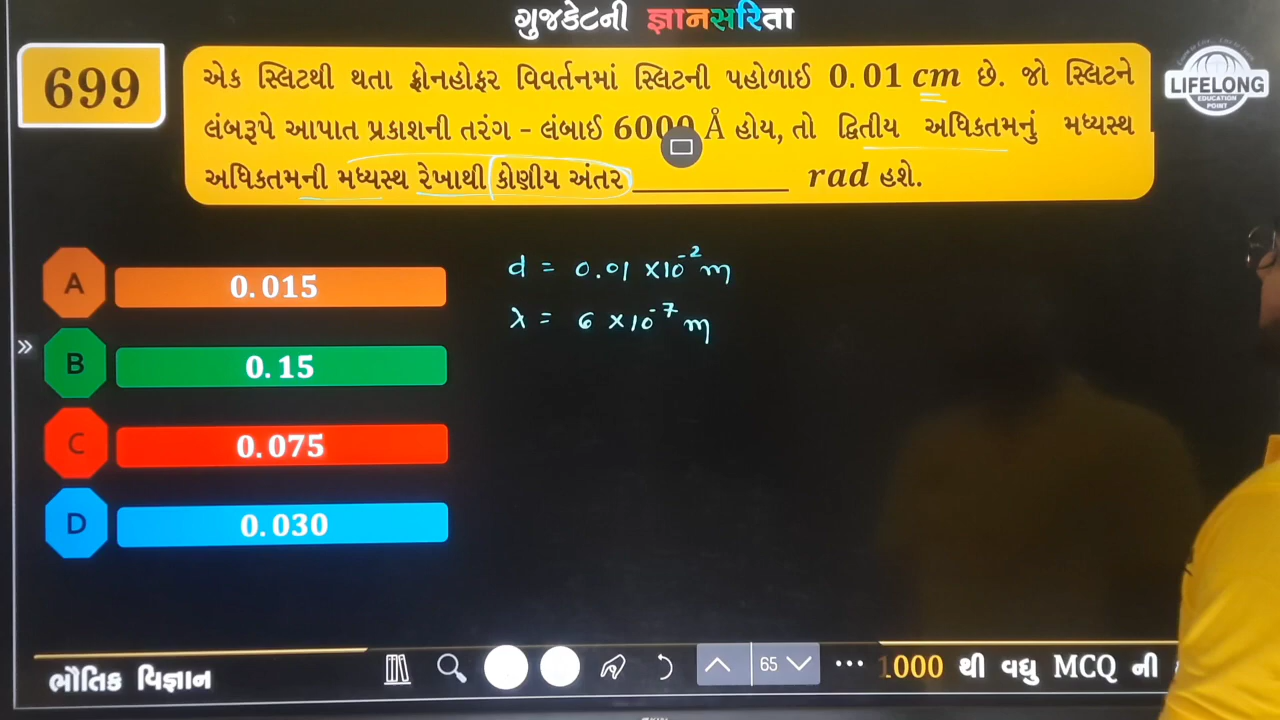 ગુજકેટની જ્ઞાનસરિતા
699
એક સ્લિટથી થતા ફ્રોનહોફર વિવર્તનમાં સ્લિટની પહોળાઈ 0.01 cm છે. જો સ્લિટને
લંબરૂપે આપાત પ્રકાશની તરંગ - લંબાઈ 6000 Å હોય, તો દ્વિતીય અધિકતમનું મધ્યસ્થ
અધિકતમની મધ્યસ્થ રેખાથી કોણીય અંતર ____________ rad હશે.
LIFELONG
EDUCATION
POINT
A 0.015
B 0.15
C 0.075
D 0.030
d = 0.01 ×10⁻² m
λ = 6 ×10⁻⁷ m
ભૌતિક વિજ્ઞાન
65
1000 થી વધુ MCQ ની